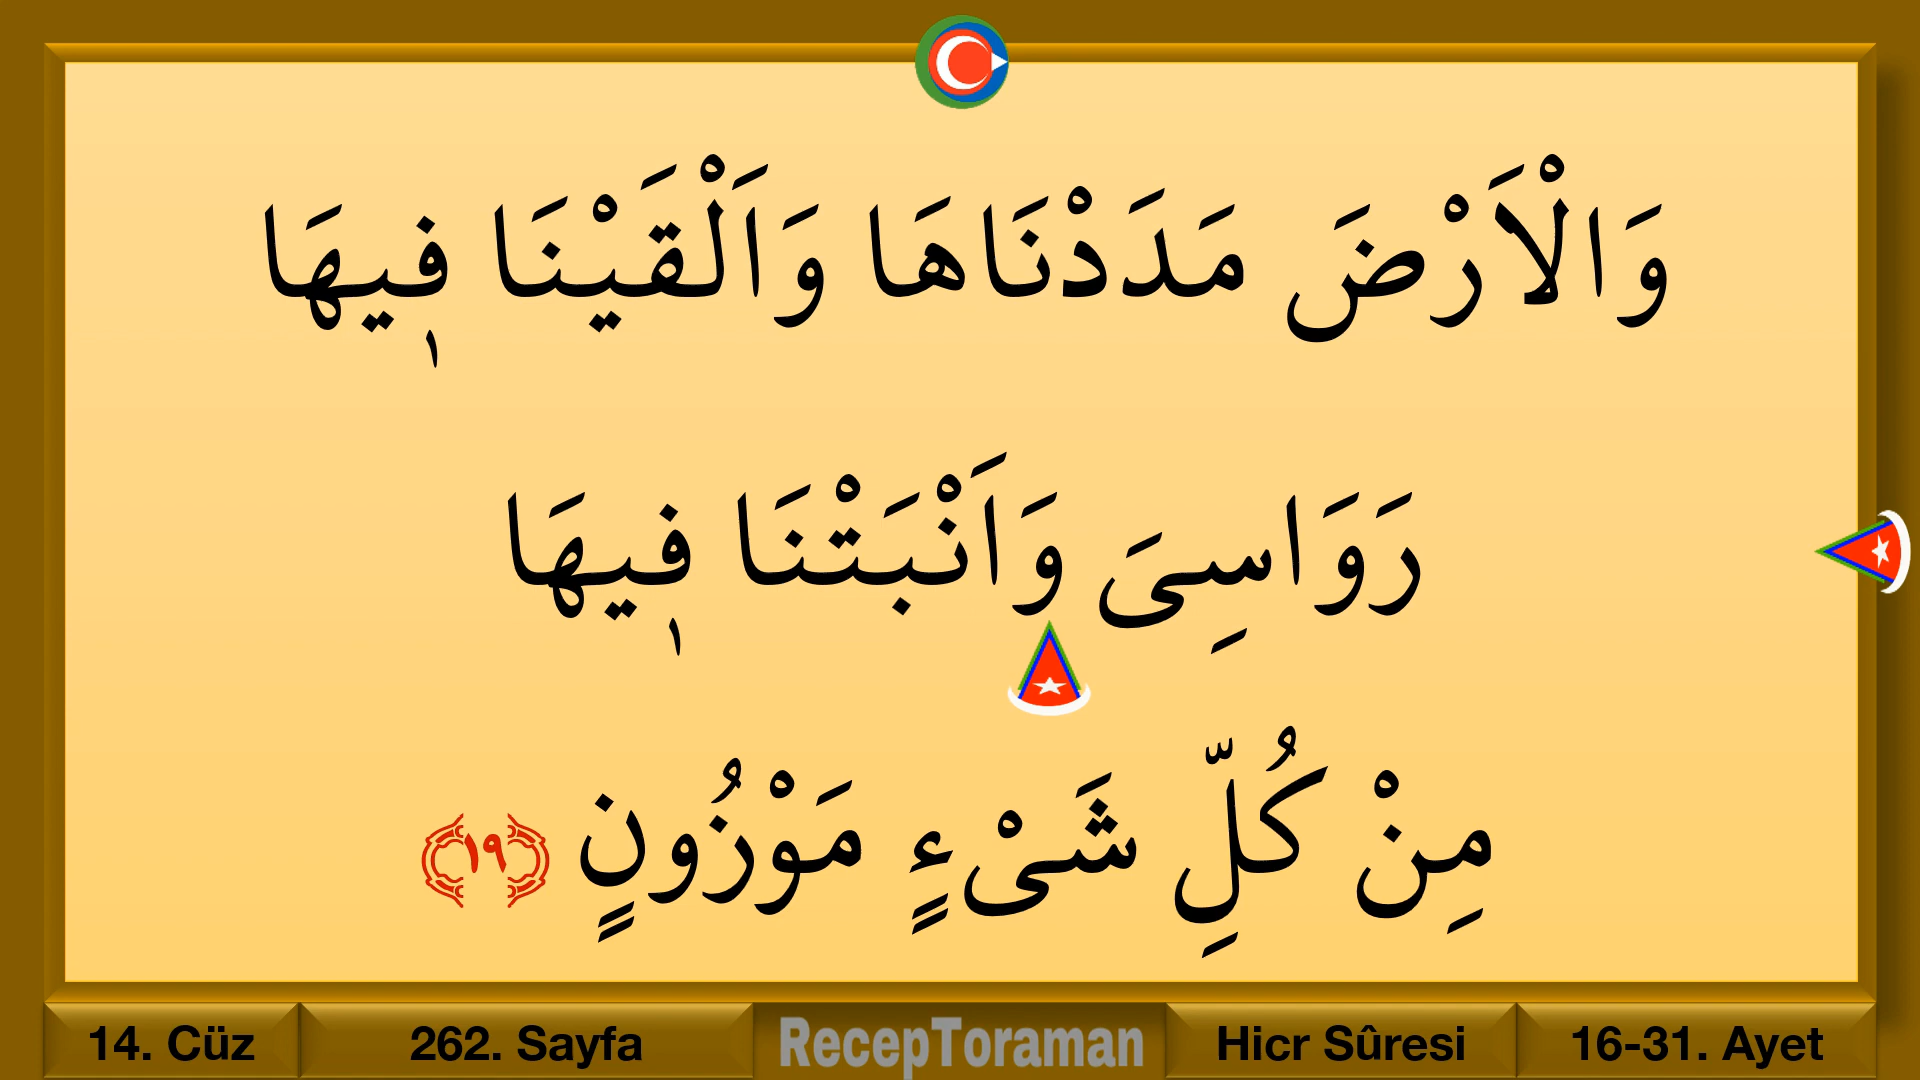 وَالْاَرْضَ مَدَدْنَاهَا وَاَلْقَيْنَا فٖيهَا
رَوَاسِىَ وَاَنْبَتْنَا فٖيهَا
مِنْ كُلِّ شَىْءٍ مَوْزُونٍ ﴿١٩﴾
14. Cüz
262. Sayfa
RecepToraman
Hicr Sûresi
16-31. Ayet